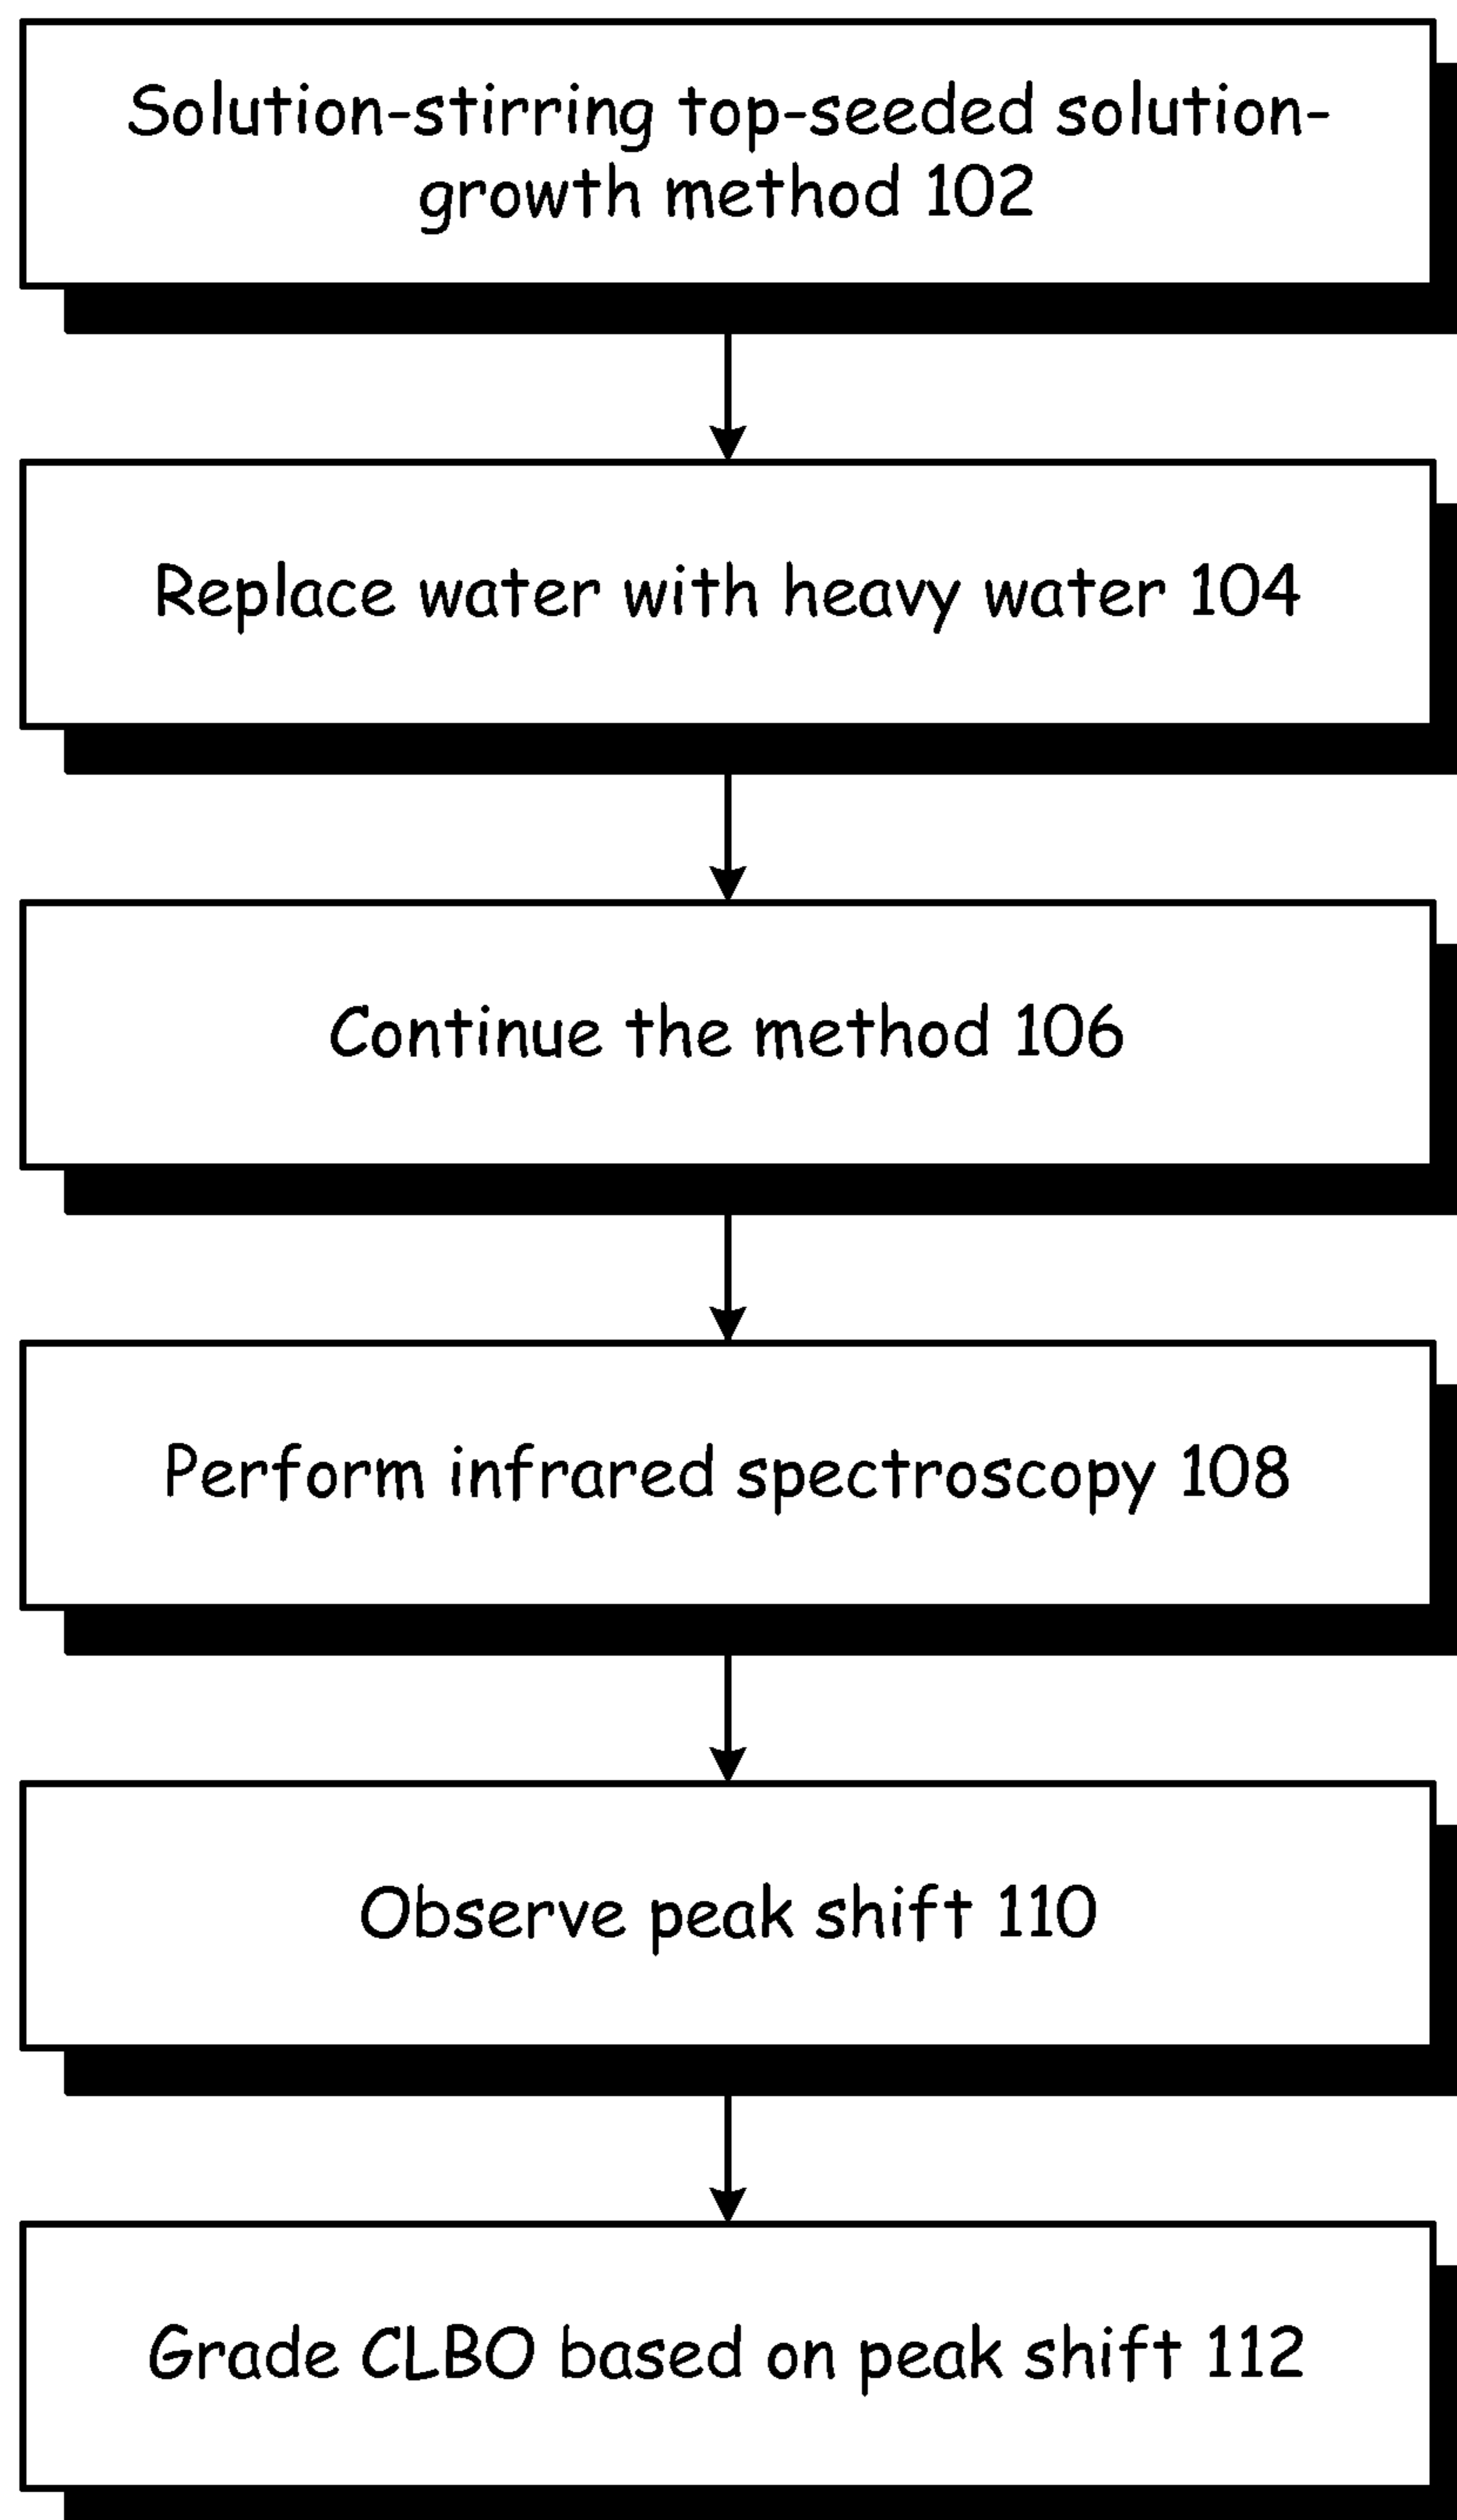 Solution-stirring top-seeded solution-
growth method 102
Replace water with heavy water 104
Continue the method 106
Perform infrared spectroscopy 108
Observe peak shift 110
Grade CLBO based on peak shift 112